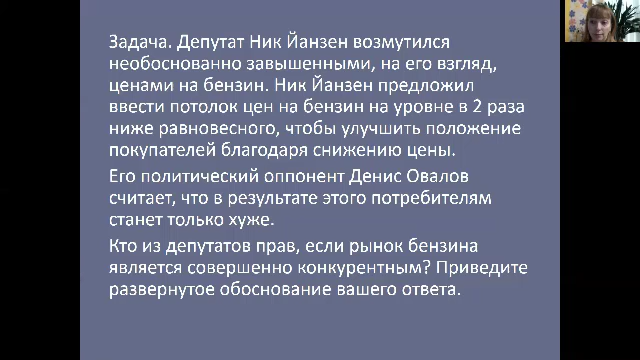 Задача. Депутат Ник Йанзен возмутился
необоснованно завышенными, на его взгляд,
ценами на бензин. Ник Йанзен предложил
ввести потолок цен на бензин на уровне в 2 раза
ниже равновесного, чтобы улучшить положение
покупателей благодаря снижению цены.
Его политический оппонент Денис Овалов
считает, что в результате этого потребителям
станет только хуже.
Кто из депутатов прав, если рынок бензина
является совершенно конкурентным? Приведите
развернутое обоснование вашего ответа.